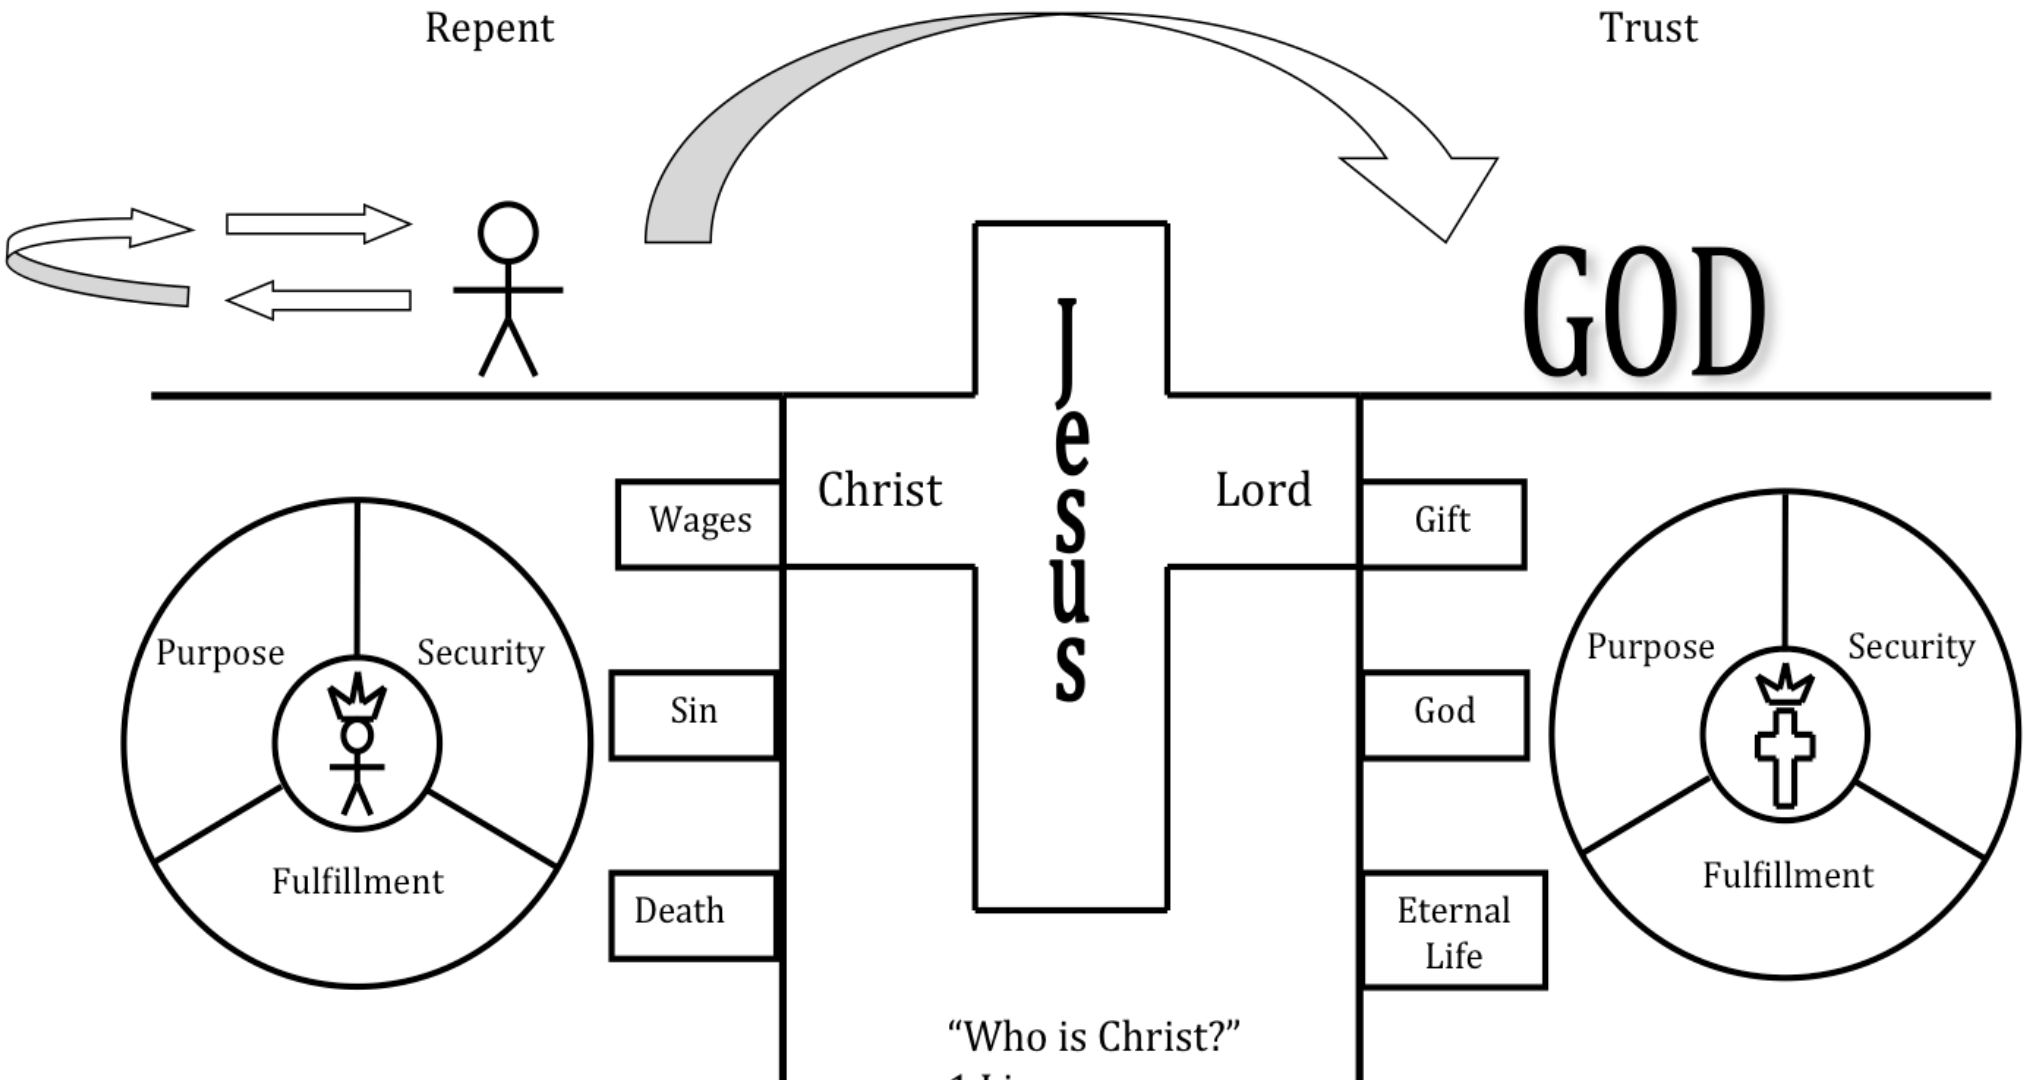 Repent
Trust
GOD
Jesus
Christ
Lord
Wages
Gift
Purpose
Security
Sin
God
Purpose
Security
Fulfillment
Death
Eternal
Life
Fulfillment
“Who is Christ?”